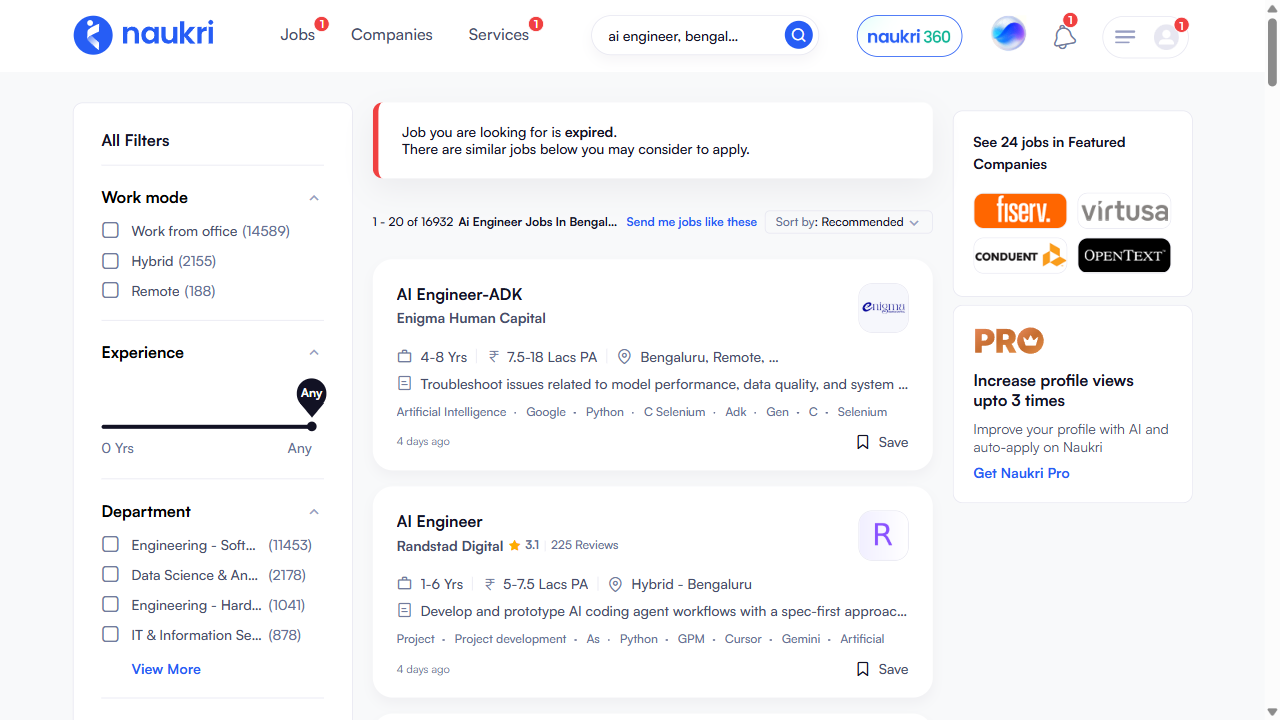 naukri
Jobs 1
Companies
Services 1
ai engineer, bengal...
naukri 360
1
1
All Filters
Work mode
Work from office (14589)
Hybrid (2155)
Remote (188)
Experience
Any
0 Yrs Any
Department
Engineering - Soft... (11453)
Data Science & An... (2178)
Engineering - Hard... (1041)
IT & Information Se... (878)
View More
Job you are looking for is expired.
There are similar jobs below you may consider to apply.
1 - 20 of 16932 Ai Engineer Jobs In Bengal... Send me jobs like these Sort by: Recommended
AI Engineer-ADK
Enigma Human Capital
enigma
4-8 Yrs 7.5-18 Lacs PA Bengaluru, Remote, ...
Troubleshoot issues related to model performance, data quality, and system ...
Artificial Intelligence · Google · Python · C Selenium · Adk · Gen · C · Selenium
4 days ago Save
AI Engineer
Randstad Digital 3.1 225 Reviews
R
1-6 Yrs ₹ 5-7.5 Lacs PA Hybrid - Bengaluru
Develop and prototype AI coding agent workflows with a spec-first approac...
Project · Project development · As · Python · GPM · Cursor · Gemini · Artificial
4 days ago Save
See 24 jobs in Featured
Companies
fiserv.
virtusa
CONDUENT
OPENTEXT
PRO
Increase profile views
upto 3 times
Improve your profile with AI and
auto-apply on Naukri
Get Naukri Pro